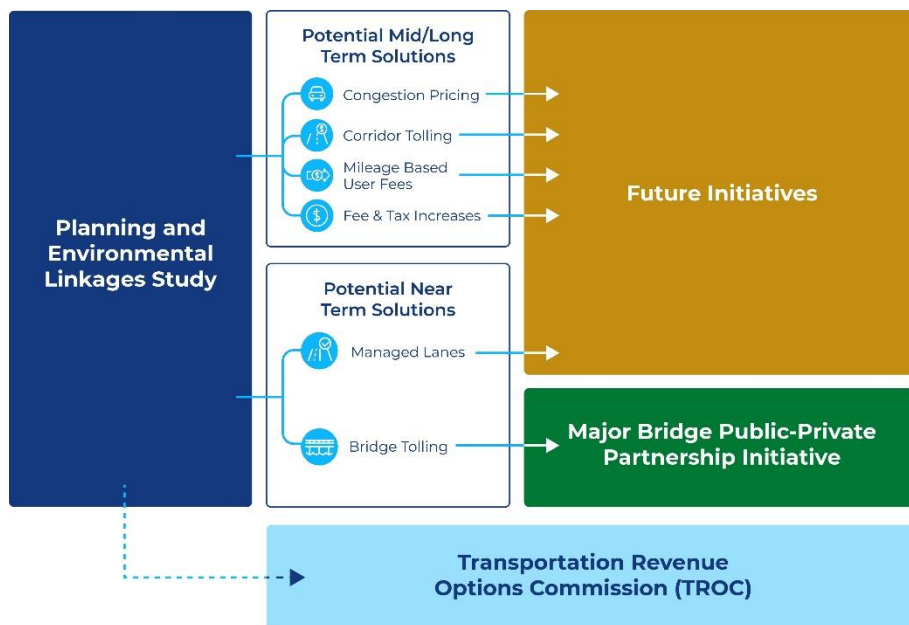 Planning and
Environmental
Linkages Study
Potential Mid/Long
Term Solutions
Congestion Pricing
Corridor Tolling
Mileage Based
User Fees
Fee & Tax Increases
Potential Near
Term Solutions
Managed Lanes
Bridge Tolling
Future Initiatives
Major Bridge Public-Private
Partnership Initiative
Transportation Revenue
Options Commission (TROC)